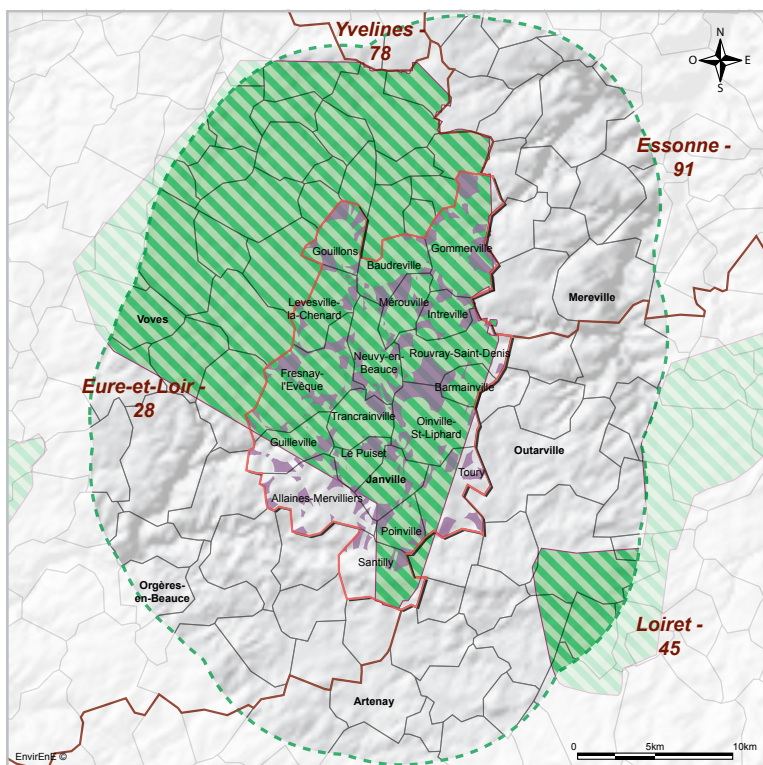 Yvelines -
78
N
O
E
S
Essonne -
91
Gouillons
Baudreville
Gommerville
Levesville-
la-Chenard
Mérouville
Intreville
Mereville
Voves
Neuvy-en-
Beauce
Rouvray-Saint-Denis
Fresnay-
l'Evêque
Barmainville
Eure-et-Loir -
28
Trancrainville
Oinville-
St-Liphard
Guilleville
Le Puiset
Outarville
Janville
Toury
Allaines-Mervilliers
Poinville
Santilly
Orgères-
en-Beauce
Loiret -
45
Artenay
EnvirEnE ©
0
5km
10km